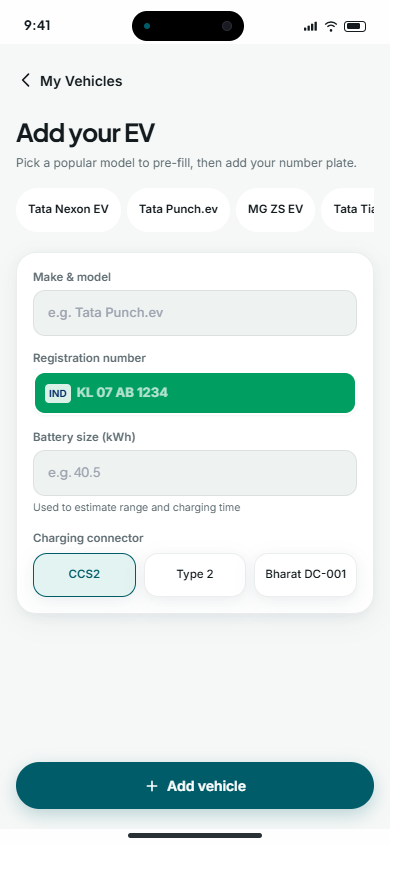 9:41
My Vehicles
Add your EV
Pick a popular model to pre-fill, then add your number plate.
Tata Nexon EV
Tata Punch.ev
MG ZS EV
Tata Tia
Make & model
e.g. Tata Punch.ev
Registration number
IND KL 07 AB 1234
Battery size (kWh)
e.g. 40.5
Used to estimate range and charging time
Charging connector
CCS2
Type 2
Bharat DC-001
+ Add vehicle